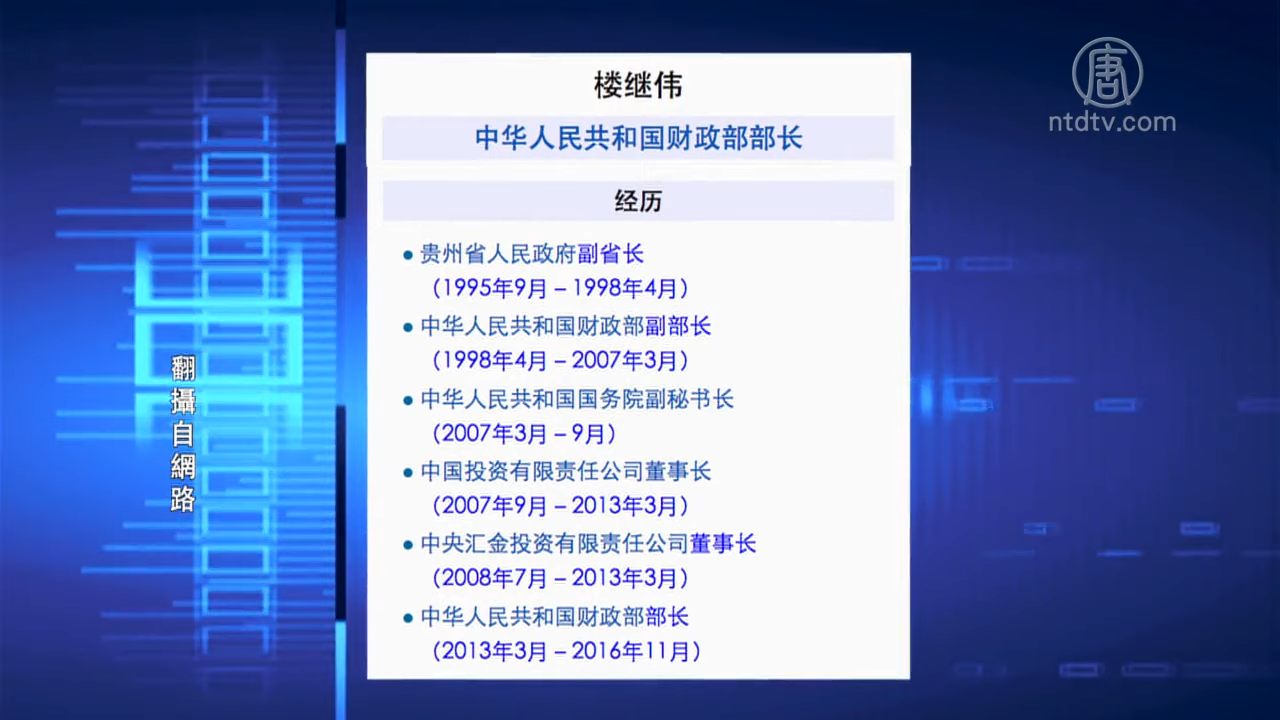 楼继伟
中华人民共和国财政部部长
经历
• 贵州省人民政府副省长
（1995年9月 – 1998年4月）
• 中华人民共和国财政部副部长
（1998年4月 – 2007年3月）
• 中华人民共和国国务院副秘书长
（2007年3月 – 9月）
• 中国投资有限责任公司董事长
（2007年9月 – 2013年3月）
• 中央汇金投资有限责任公司董事长
（2008年7月 – 2013年3月）
• 中华人民共和国财政部部长
（2013年3月 – 2016年11月）
翻攝自網路
唐
ntdtv.com